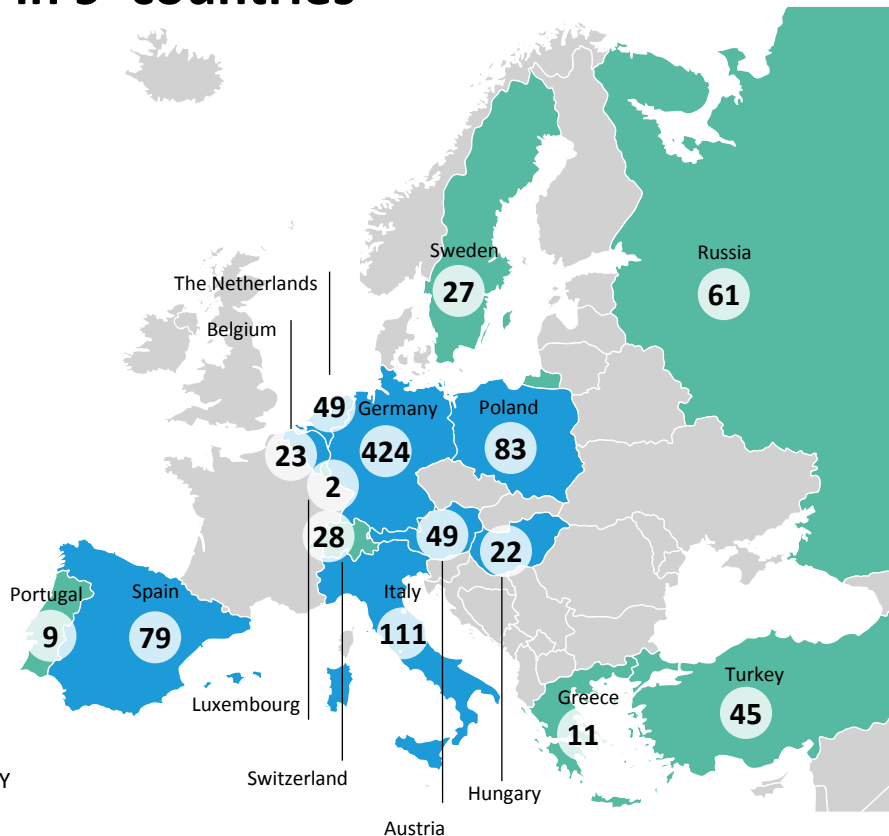 countries
Sweden
27
Russia
61
The Netherlands
Belgium
49
Germany
424
Poland
83
23
2
28
49
22
Portugal
9
Spain
79
Italy
111
Luxembourg
Greece
11
Turkey
45
Switzerland
Hungary
Austria
Y